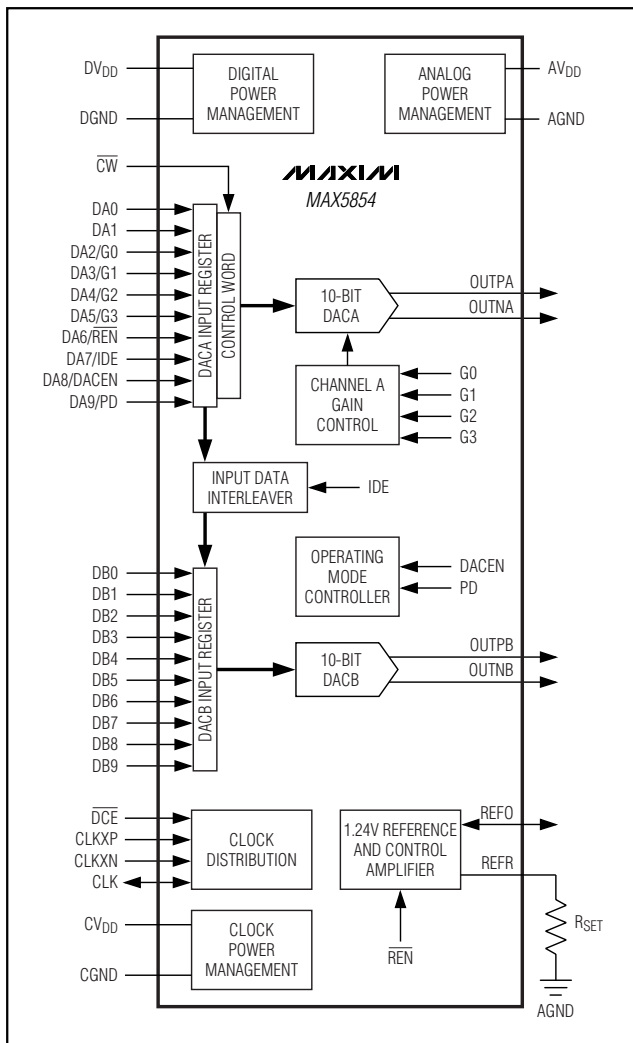 DVDD
DGND
DIGITAL
POWER
MANAGEMENT
ANALOG
POWER
MANAGEMENT
AVDD
AGND
CW
MAXIM
MAX5854
DA0
DA1
DA2/G0
DA3/G1
DA4/G2
DA5/G3
DA6/REN
DA7/IDE
DA8/DACEN
DA9/PD
DACA INPUT REGISTER
CONTROL WORD
10-BIT
DACA
OUTPA
OUTNA
CHANNEL A
GAIN
CONTROL
G0
G1
G2
G3
INPUT DATA
INTERLEAVER
IDE
OPERATING
MODE
CONTROLLER
DACEN
PD
DB0
DB1
DB2
DB3
DB4
DB5
DB6
DB7
DB8
DB9
DACB INPUT REGISTER
10-BIT
DACB
OUTPB
OUTNB
DCE
CLKXP
CLKXN
CLK
CLOCK
DISTRIBUTION
1.24V REFERENCE
AND CONTROL
AMPLIFIER
REFO
REFR
RSET
AGND
REN
CVDD
CGND
CLOCK
POWER
MANAGEMENT